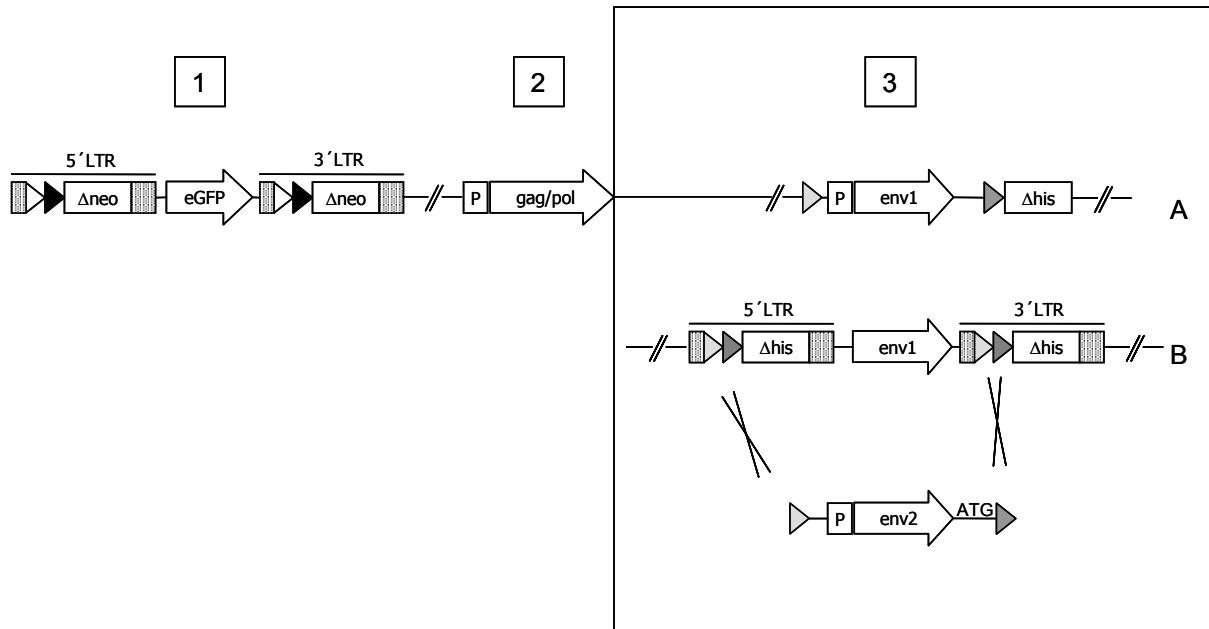 1 2 3
5´LTR 3´LTR
Δneo eGFP Δneo P gag/pol P env1 Δhis A
5´LTR 3´LTR
Δhis env1 Δhis B
P env2 ATG